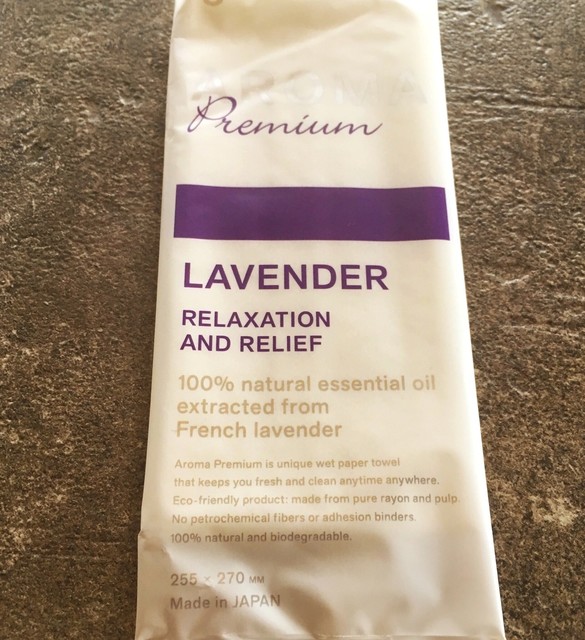 AROMA
Premium
LAVENDER
RELAXATION
AND RELIEF
100% natural essential oil
extracted from
French lavender
Aroma Premium is unique wet paper towel
that keeps you fresh and clean anytime anywhere.
Eco-friendly product: made from pure rayon and pulp.
No petrochemical fibers or adhesion binders.
100% natural and biodegradable.
255 × 270 MM
Made in JAPAN